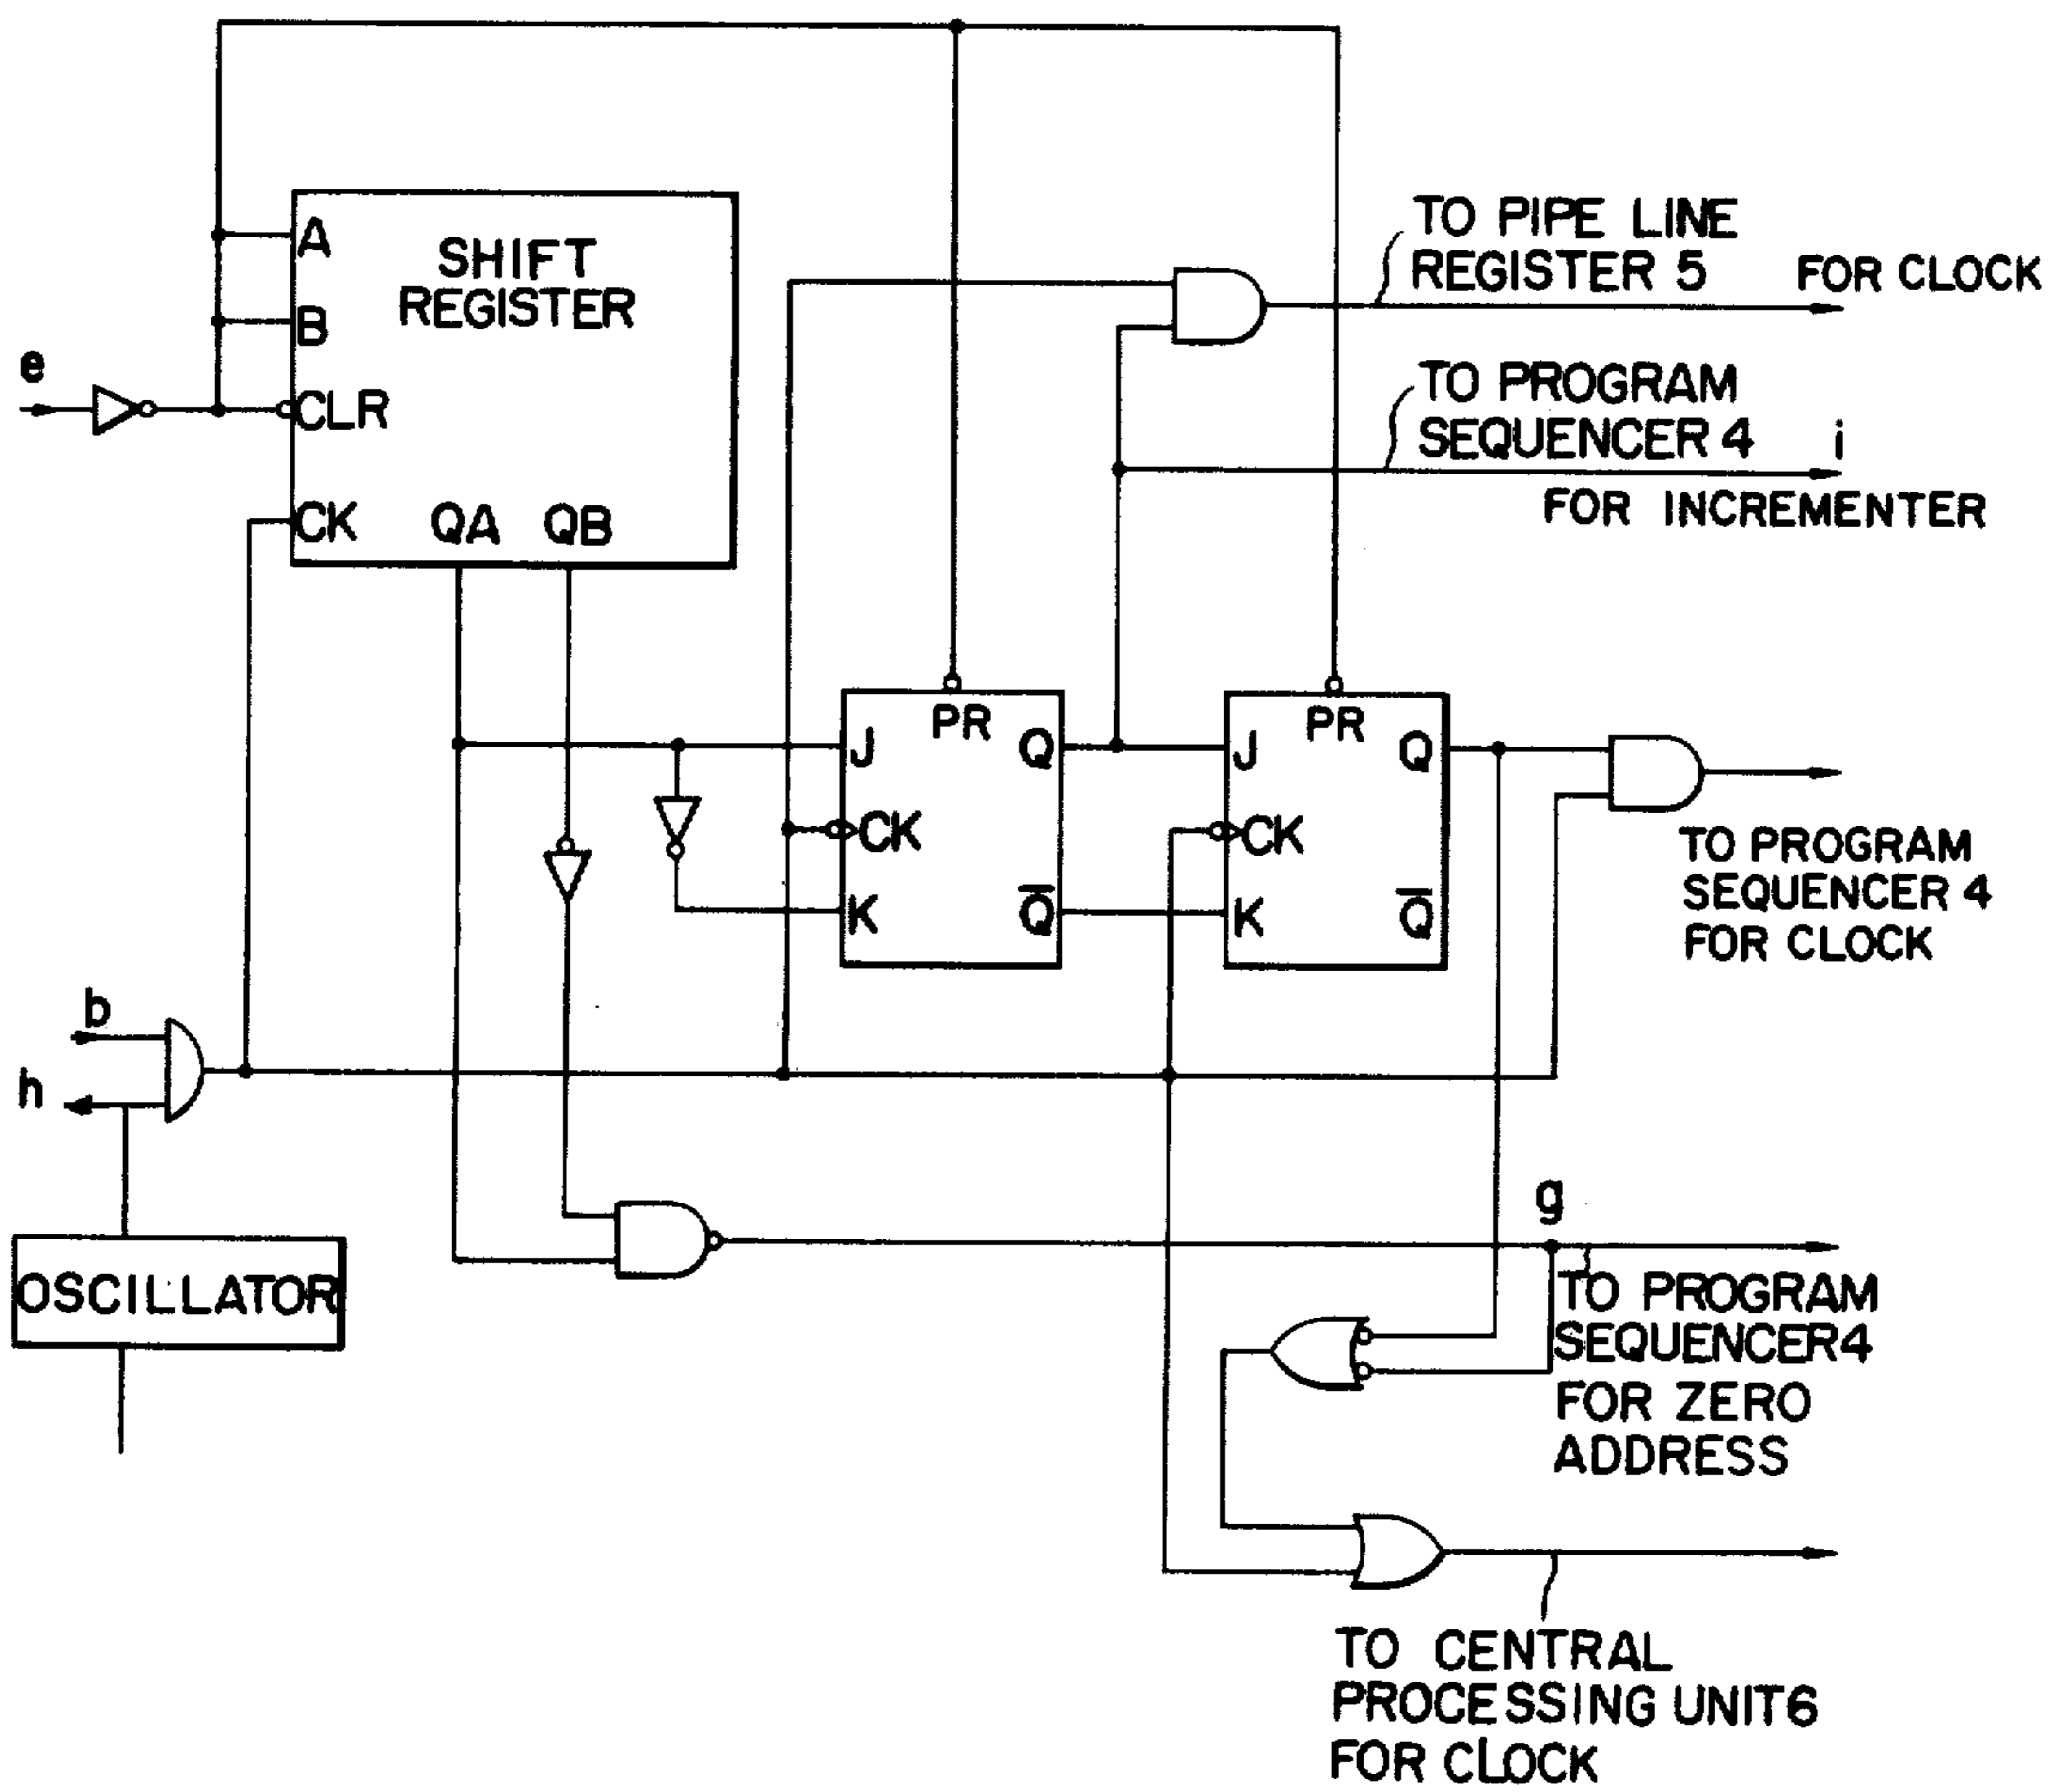 A
SHIFT
REGISTER
B
e
CLR
CK QA QB
TO PIPE LINE
REGISTER 5 FOR CLOCK
TO PROGRAM
SEQUENCER 4 i
FOR INCREMENTER
J PR Q
CK
K Q̅
J PR Q
CK
K Q̅
TO PROGRAM
SEQUENCER 4
FOR CLOCK
b
h
OSCILLATOR
g
TO PROGRAM
SEQUENCER4
FOR ZERO
ADDRESS
TO CENTRAL
PROCESSING UNIT6
FOR CLOCK